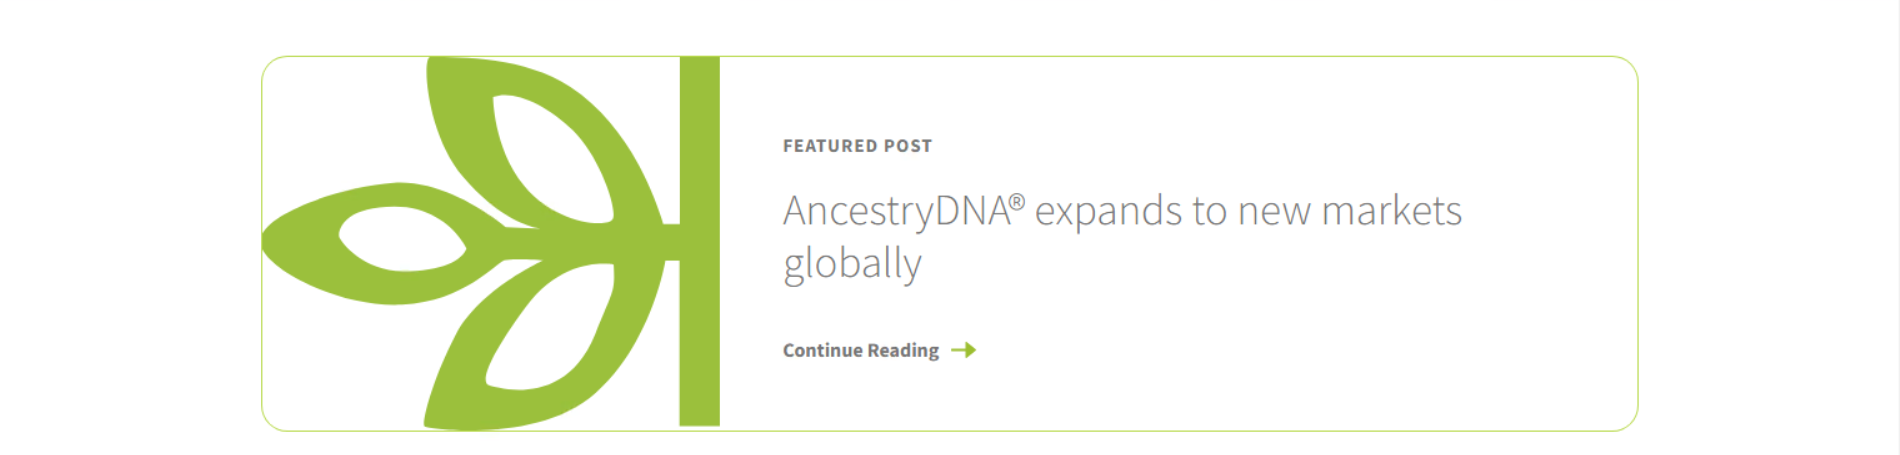 FEATURED POST
AncestryDNA® expands to new markets
globally
Continue Reading